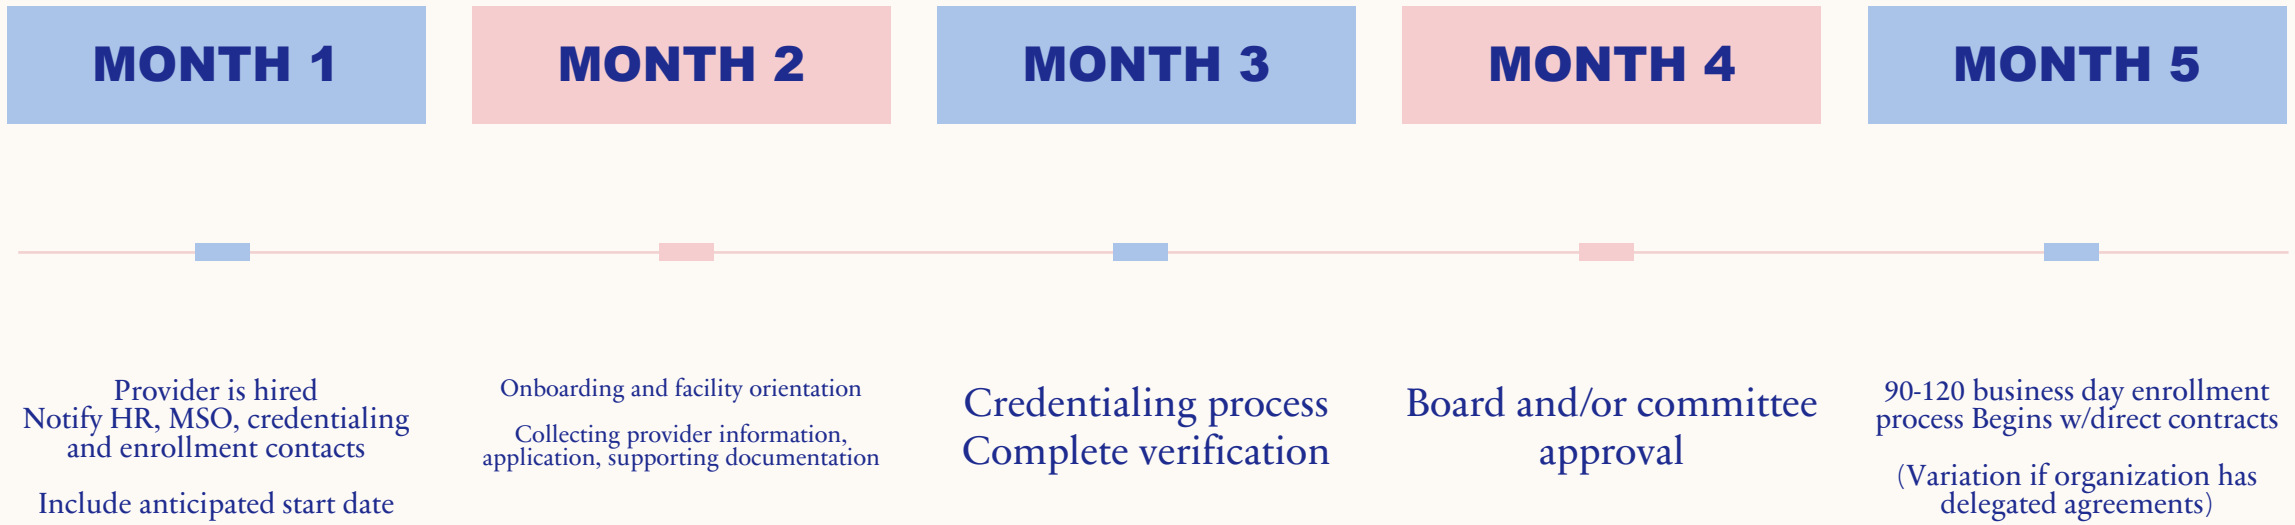 MONTH 1
MONTH 2
MONTH 3
MONTH 4
MONTH 5
Provider is hired
Notify HR, MSO, credentialing
and enrollment contacts
Include anticipated start date
Onboarding and facility orientation
Collecting provider information,
application, supporting documentation
Credentialing process
Complete verification
Board and/or committee
approval
90-120 business day enrollment
process Begins w/direct contracts
(Variation if organization has
delegated agreements)